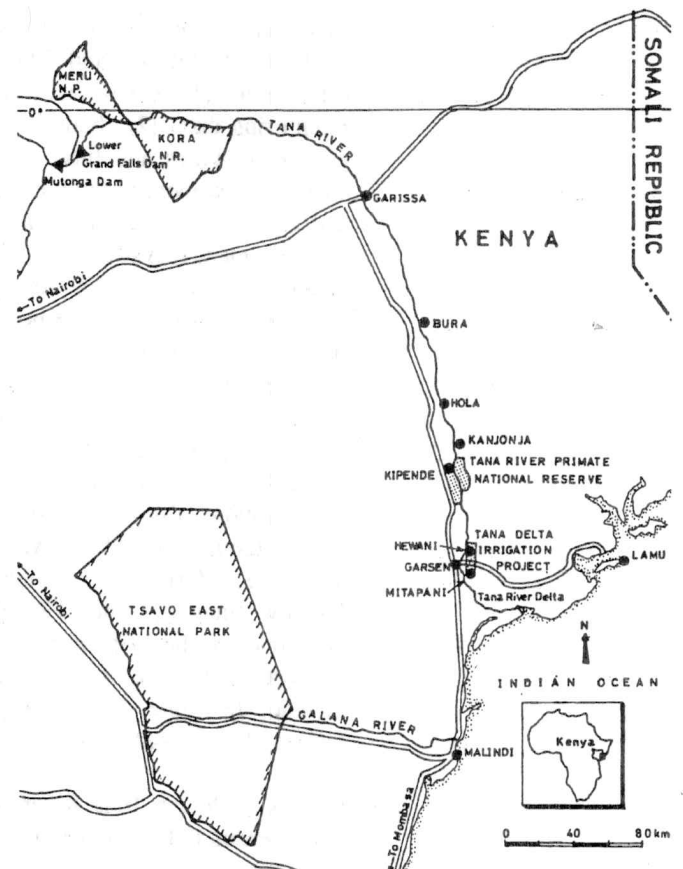 SOMALI REPUBLIC
MERU
N.P.
0°
TANA RIVER
KORA
N.R.
Lower
Grand Falls Dam
Mutonga Dam
GARISSA
KENYA
To Nairobi
BURA
HOLA
KANJONJA
KIPENDE
TANA RIVER PRIMATE
NATIONAL RESERVE
HEWANI
TANA DELTA
IRRIGATION
PROJECT
GARSEN
LAMU
MITAPANI
Tana River Delta
To Nairobi
TSAVO EAST
NATIONAL PARK
N
INDIÁN OCEAN
GALANA RIVER
Kenya
MALINDI
To Mombasa
0 40 80 km